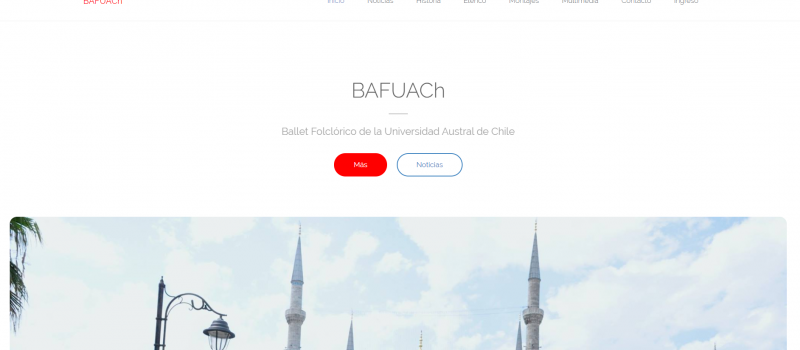 BAFUACh
Inicio Noticias Historia Elenco Montajes Multimedia Contacto Ingreso
BAFUACh
Ballet Folclórico de la Universidad Austral de Chile
Más Noticias